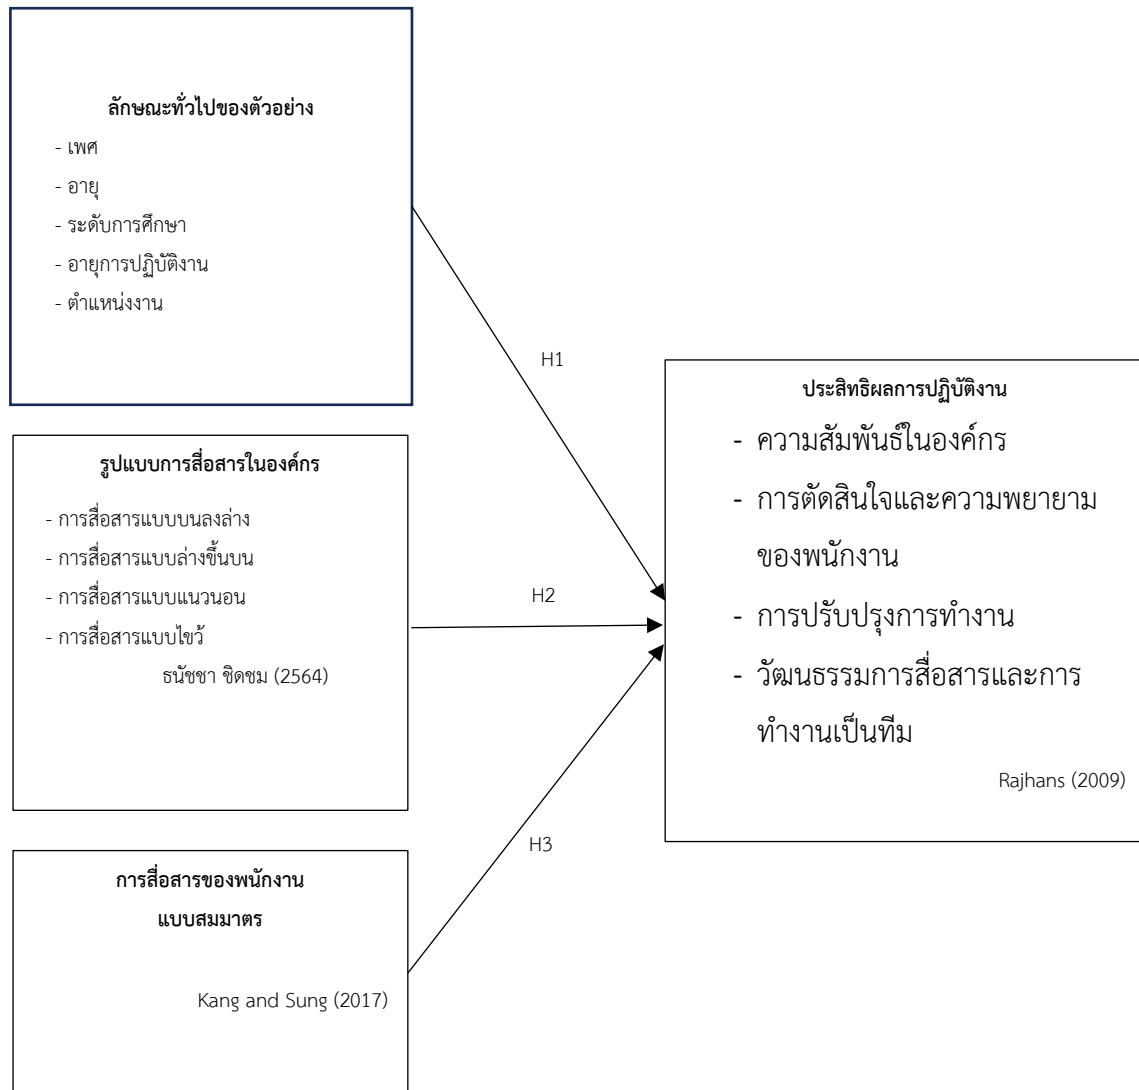 ลักษณะทั่วไปของตัวอย่าง
- เพศ
- อายุ
- ระดับการศึกษา
- อายุการปฏิบัติงาน
- ตำแหน่งงาน
H1
รูปแบบการสื่อสารในองค์กร
- การสื่อสารแบบบนลงล่าง
- การสื่อสารแบบล่างขึ้นบน
- การสื่อสารแบบแนวนอน
- การสื่อสารแบบไขว้
ธนัชชา ชิดชม (2564)
H2
การสื่อสารของพนักงาน
แบบสมมาตร
Kang and Sung (2017)
H3
ประสิทธิผลการปฏิบัติงาน
- ความสัมพันธ์ในองค์กร
- การตัดสินใจและความพยายาม
ของพนักงาน
- การปรับปรุงการทำงาน
- วัฒนธรรมการสื่อสารและการ
ทำงานเป็นทีม
Rajhans (2009)